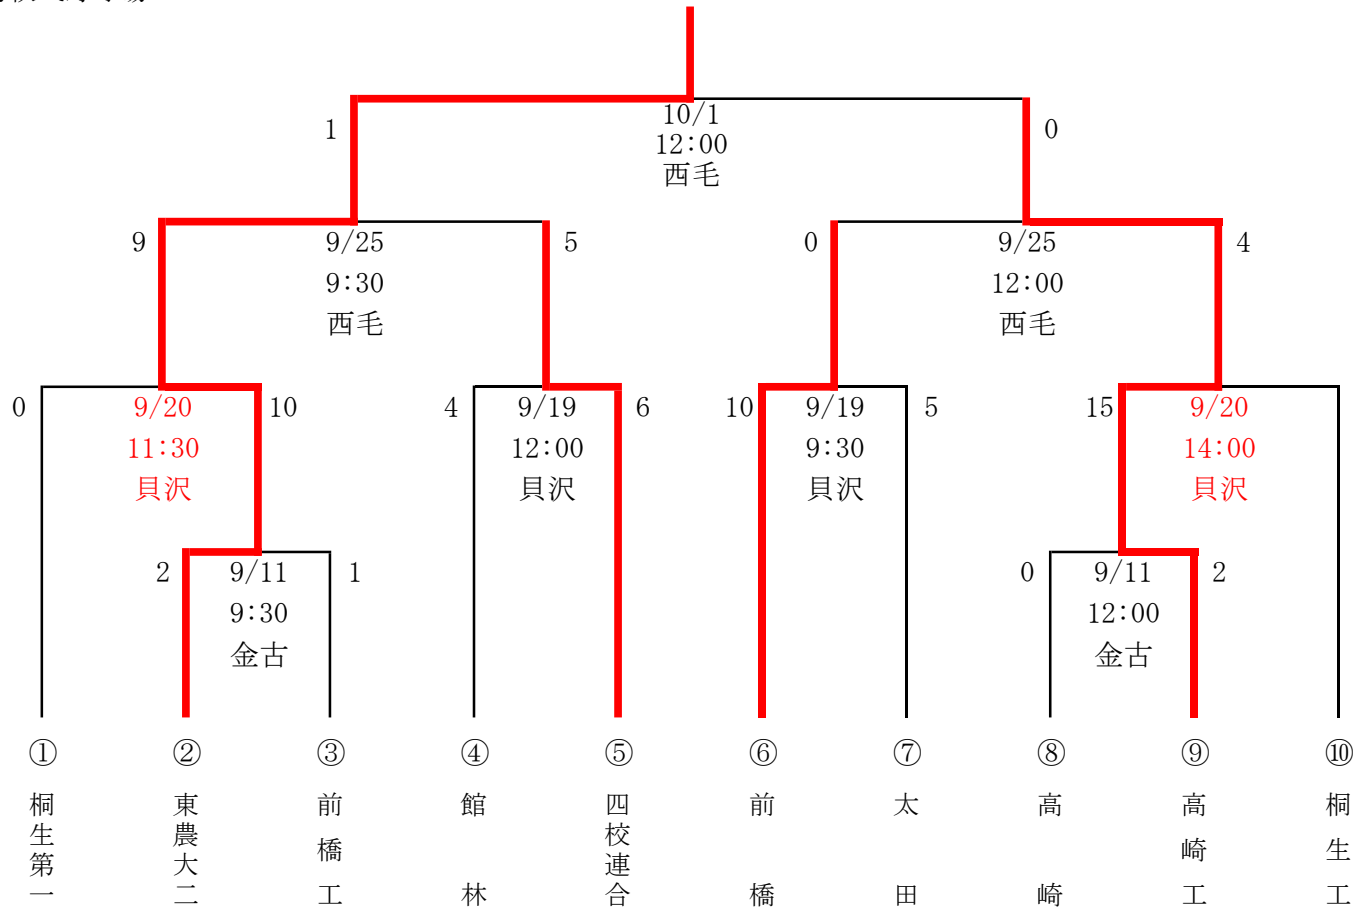 10/1
1
0
12:00
西毛
9
9/25
5
0
9/25
4
9:30
12:00
西毛
西毛
0
9/20
10
4
9/19
6
10
9/19
5
15
9/20
11:30
12:00
9:30
14:00
貝沢
貝沢
貝沢
貝沢
2
9/11
1
0
9/11
2
9:30
12:00
金古
金古
① ② ③ ④ ⑤ ⑥ ⑦ ⑧ ⑨ ⑩
桐生第一
東農大二
前橋工
館林
四校連合
前橋
太田
高崎
高崎工
桐生工